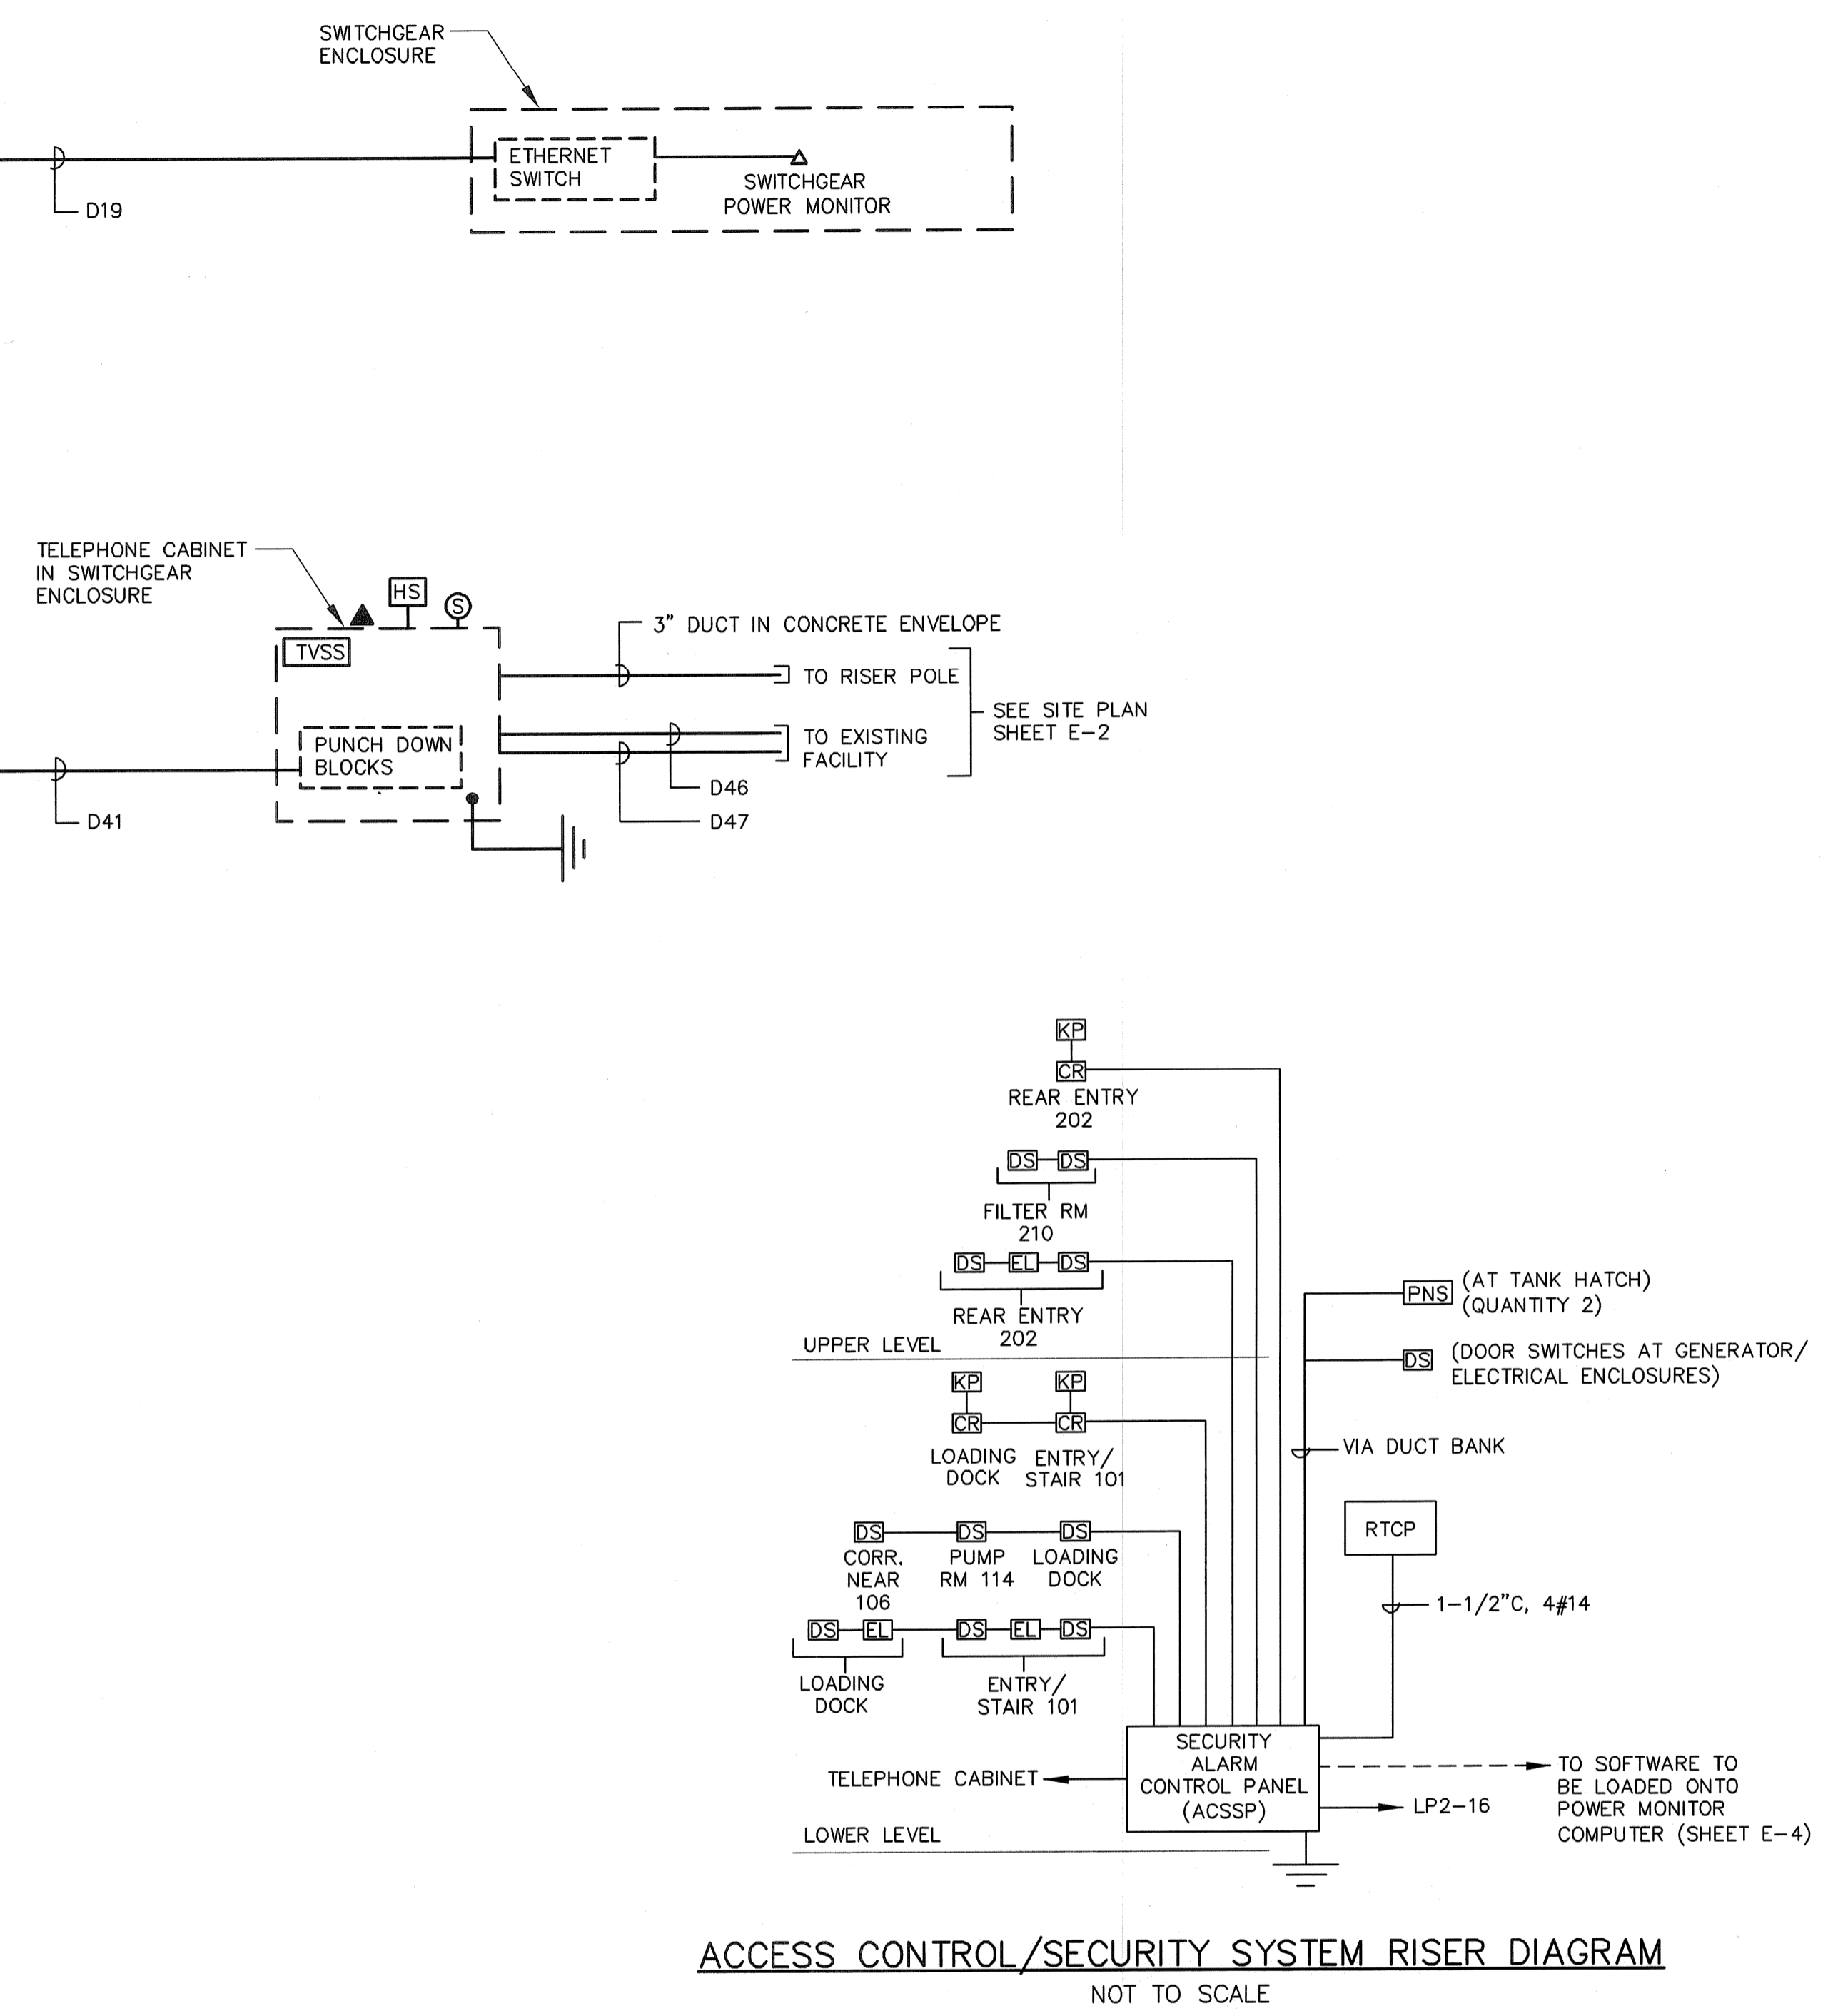 SWITCHGEAR
ENCLOSURE
ETHERNET
SWITCH
SWITCHGEAR
POWER MONITOR
D19
TELEPHONE CABINET
IN SWITCHGEAR
ENCLOSURE
HS
S
TVSS
3” DUCT IN CONCRETE ENVELOPE
TO RISER POLE
SEE SITE PLAN
SHEET E-2
TO EXISTING
FACILITY
PUNCH DOWN
BLOCKS
D46
D47
D41
KP
CR
REAR ENTRY
202
DS DS
FILTER RM
210
DS EL DS
REAR ENTRY
202
UPPER LEVEL
PNS
(AT TANK HATCH)
(QUANTITY 2)
DS
(DOOR SWITCHES AT GENERATOR/
ELECTRICAL ENCLOSURES)
KP KP
CR CR
LOADING
DOCK
ENTRY/
STAIR 101
VIA DUCT BANK
RTCP
1-1/2”C, 4#14
DS DS DS
CORR.
NEAR
106
PUMP
RM 114
LOADING
DOCK
DS EL DS EL DS
LOADING
DOCK
ENTRY/
STAIR 101
SECURITY
ALARM
CONTROL PANEL
(ACSSP)
TELEPHONE CABINET
TO SOFTWARE TO
BE LOADED ONTO
POWER MONITOR
COMPUTER (SHEET E-4)
LP2-16
LOWER LEVEL
ACCESS CONTROL/SECURITY SYSTEM RISER DIAGRAM
NOT TO SCALE